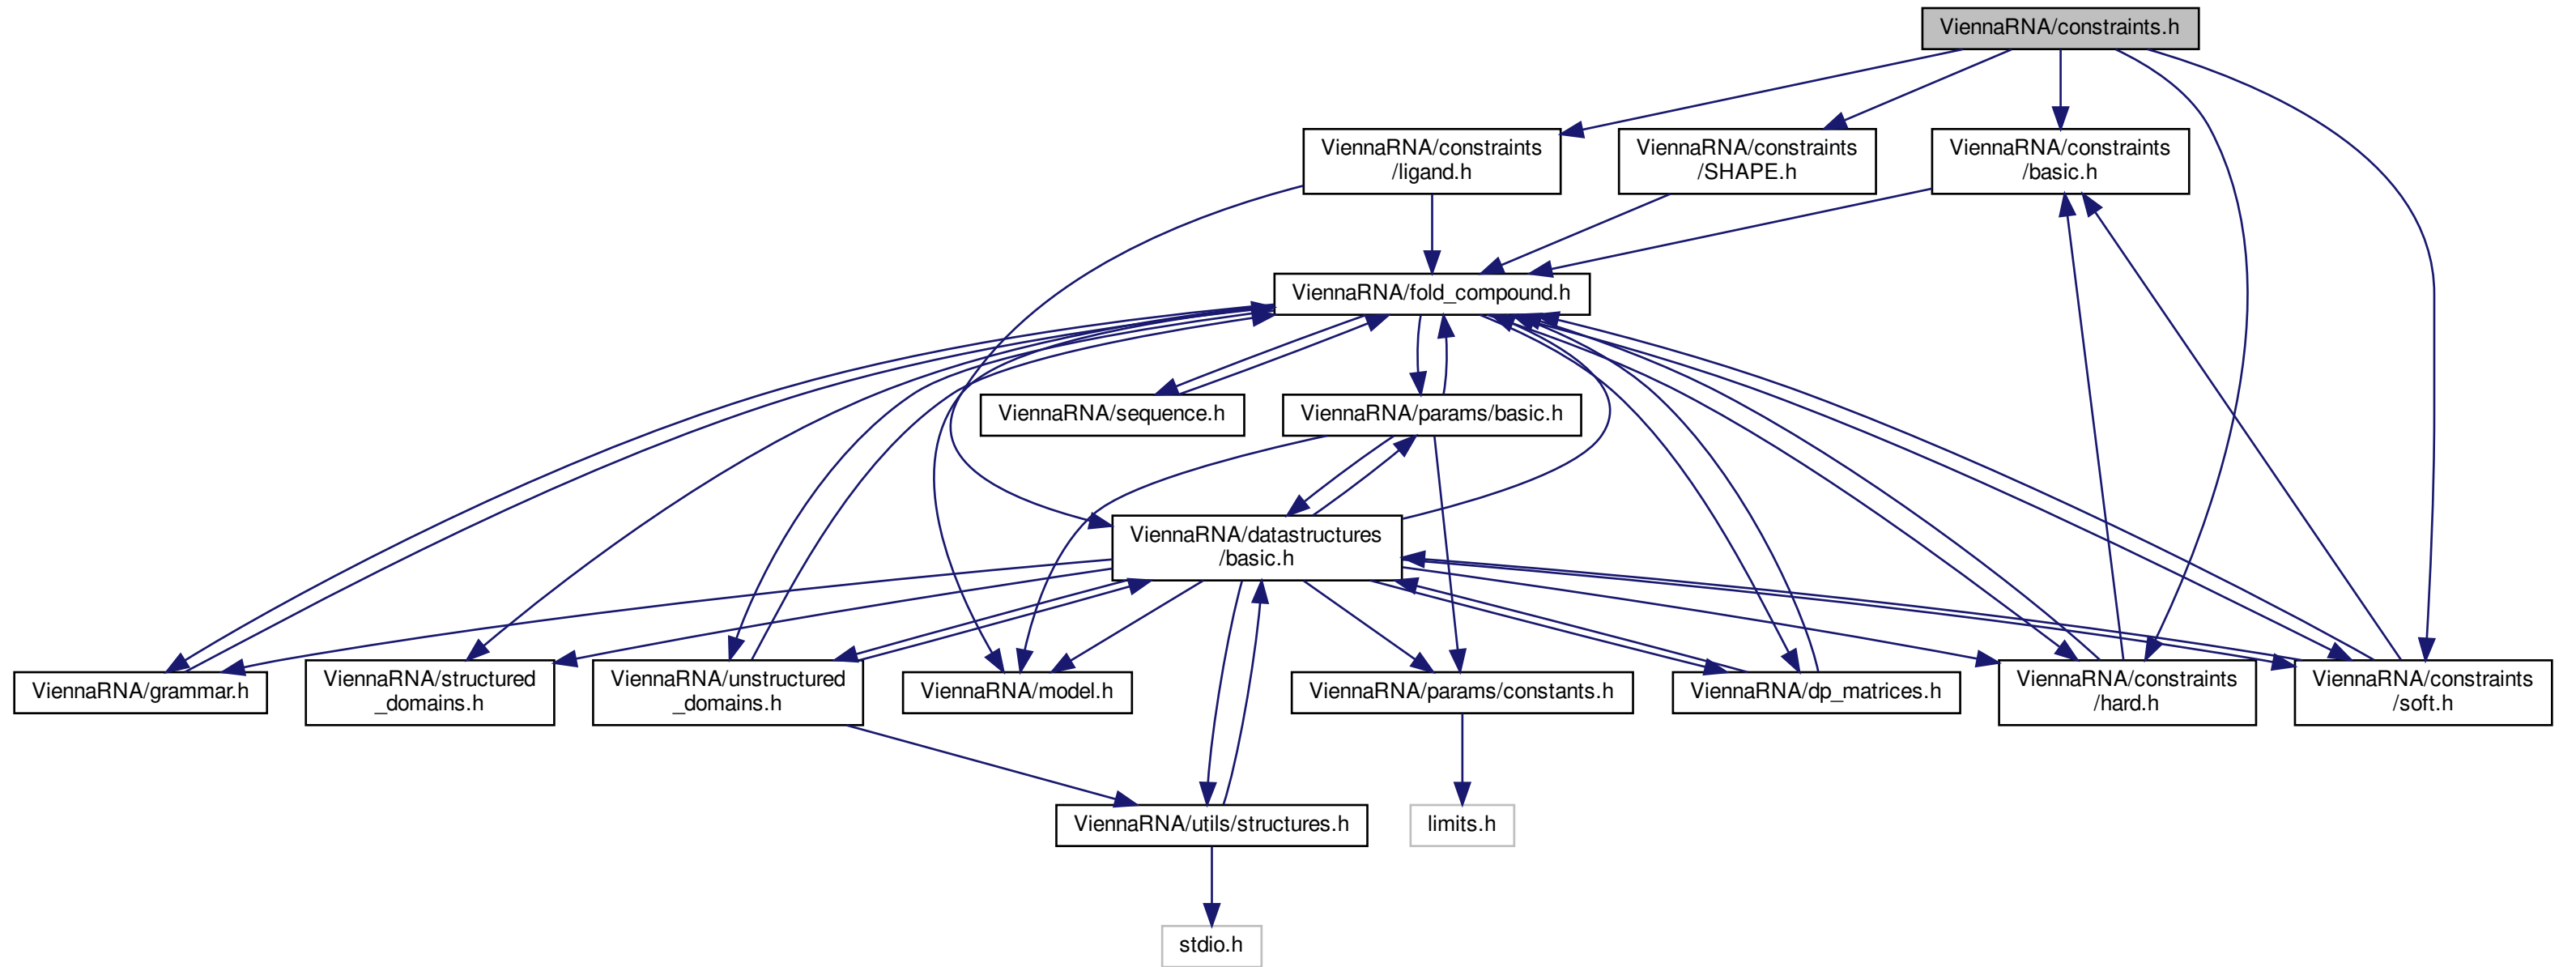 ViennaRNA/constraints.h
ViennaRNA/constraints
/ligand.h
ViennaRNA/constraints
/SHAPE.h
ViennaRNA/constraints
/basic.h
ViennaRNA/fold_compound.h
ViennaRNA/sequence.h
ViennaRNA/params/basic.h
ViennaRNA/datastructures
/basic.h
ViennaRNA/grammar.h
ViennaRNA/structured
_domains.h
ViennaRNA/unstructured
_domains.h
ViennaRNA/model.h
ViennaRNA/params/constants.h
ViennaRNA/dp_matrices.h
ViennaRNA/constraints
/hard.h
ViennaRNA/constraints
/soft.h
ViennaRNA/utils/structures.h
limits.h
stdio.h